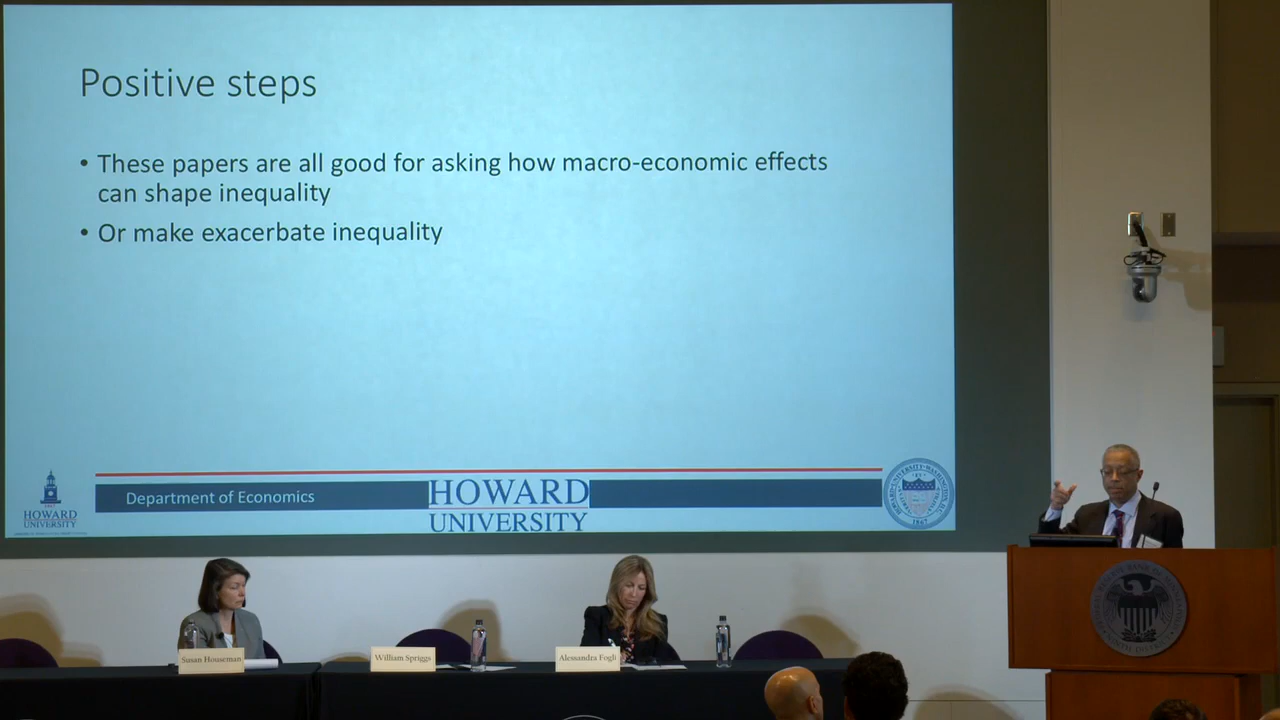 Positive steps
• These papers are all good for asking how macro-economic effects
can shape inequality
• Or make exacerbate inequality
Department of Economics
HOWARD
UNIVERSITY
HOWARD
UNIVERSITY
1867
Susan Houseman
William Spriggs
Alessandra Fogli